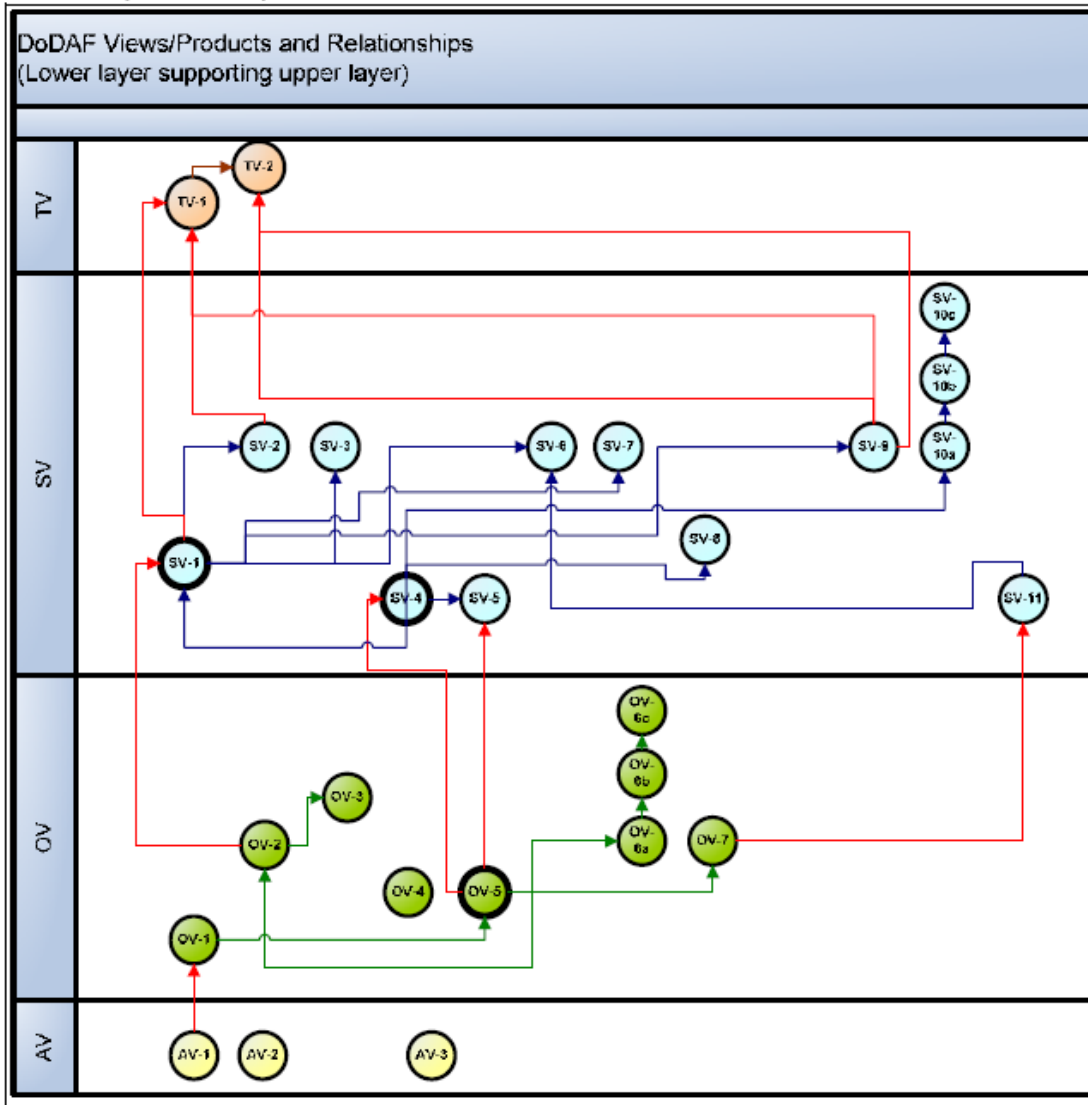 DoDAF Views/Products and Relationships
(Lower layer supporting upper layer)
TV
TV-2
TV-1
SV
SV-
10c
SV-
10b
SV-2
SV-3
SV-6
SV-7
SV-9
SV-
10a
SV-8
SV-1
SV-4
SV-5
SV-11
OV
OV-
6c
OV-
6b
OV-3
OV-2
OV-
6a
OV-7
OV-4
OV-5
OV-1
AV
AV-1
AV-2
AV-3